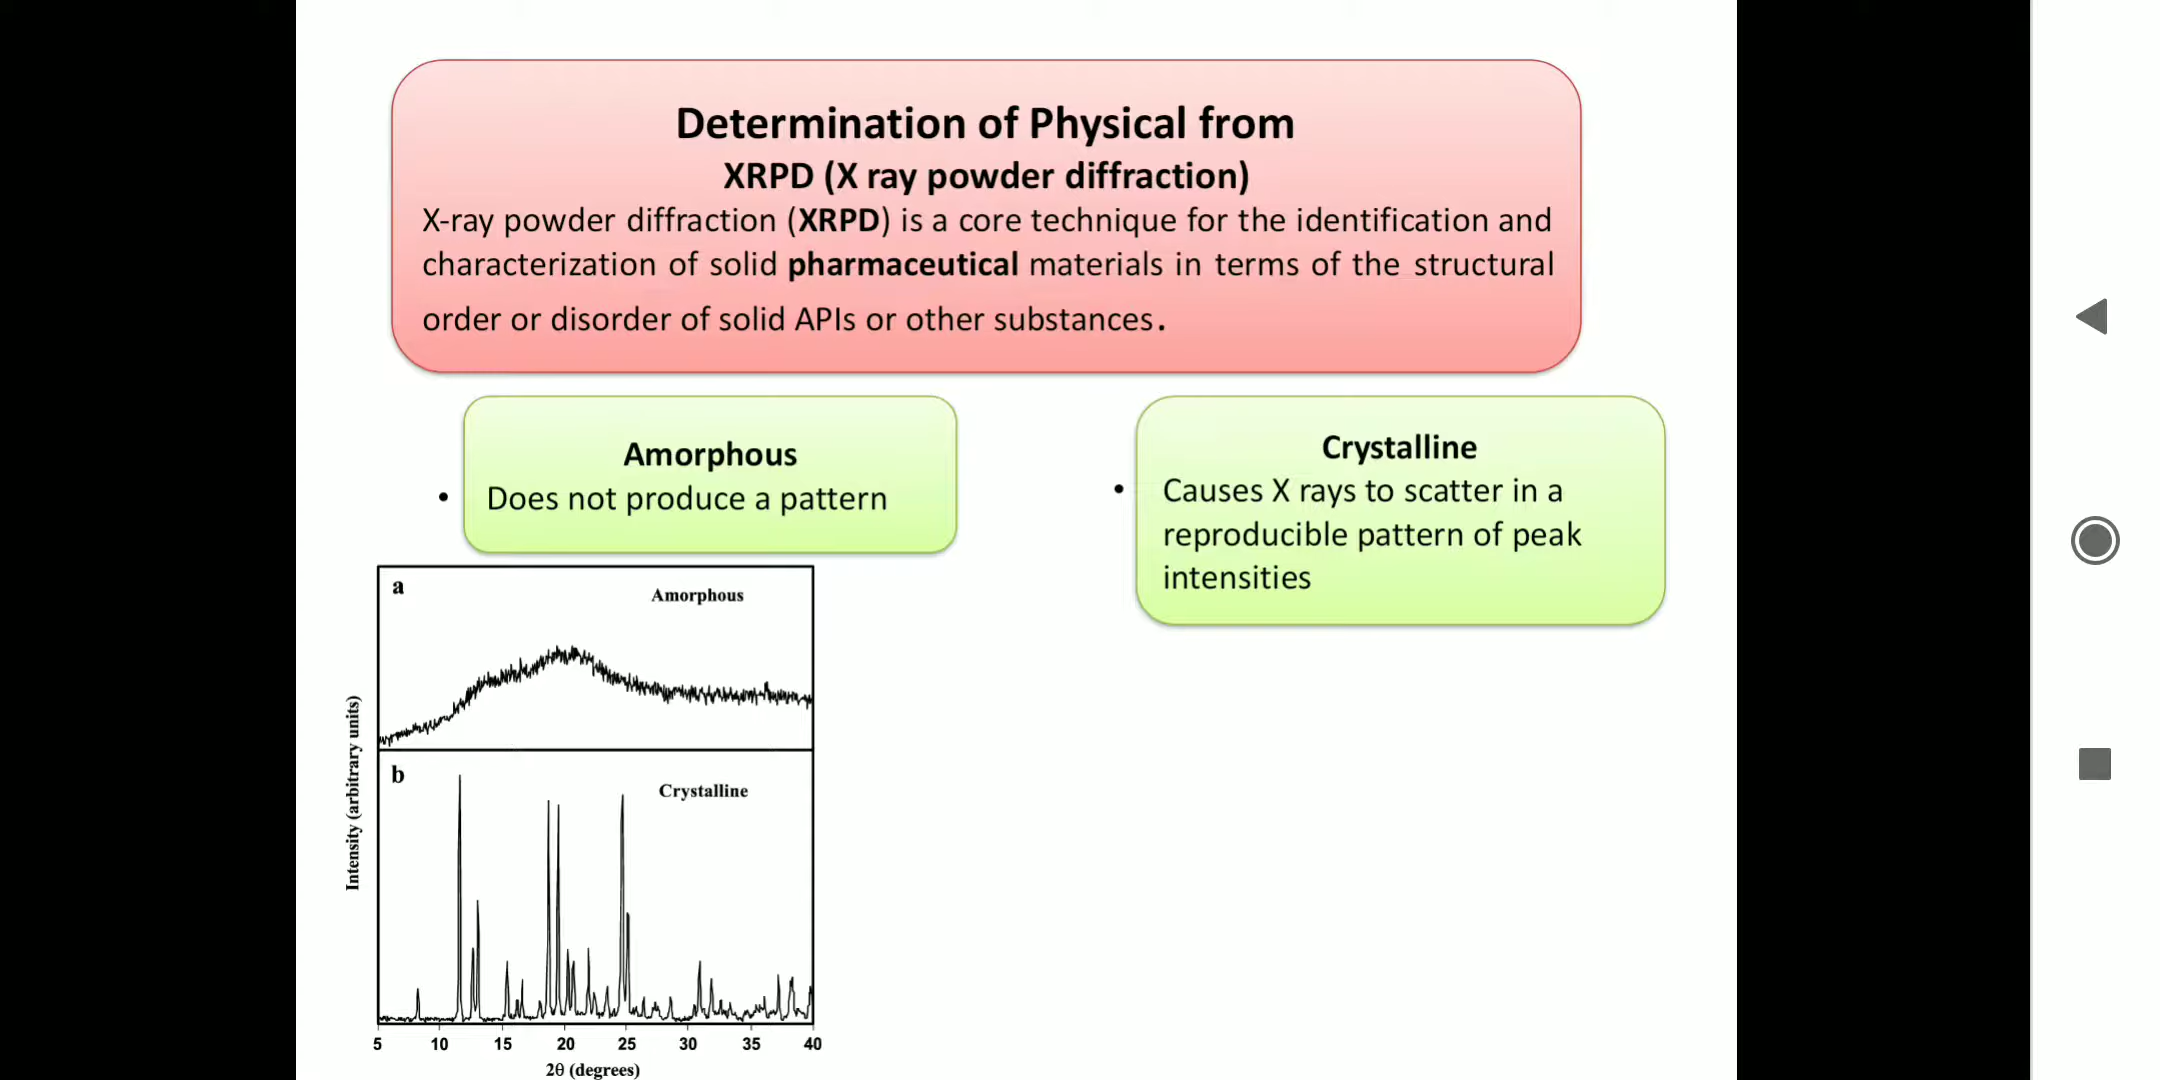 Determination of Physical from
XRPD (X ray powder diffraction)
X-ray powder diffraction (XRPD) is a core technique for the identification and
characterization of solid pharmaceutical materials in terms of the structural
order or disorder of solid APIs or other substances.
Amorphous
• Does not produce a pattern
Crystalline
• Causes X rays to scatter in a
reproducible pattern of peak
intensities
a
Amorphous
b
Crystalline
Intensity (arbitrary units)
5 10 15 20 25 30 35 40
2θ (degrees)